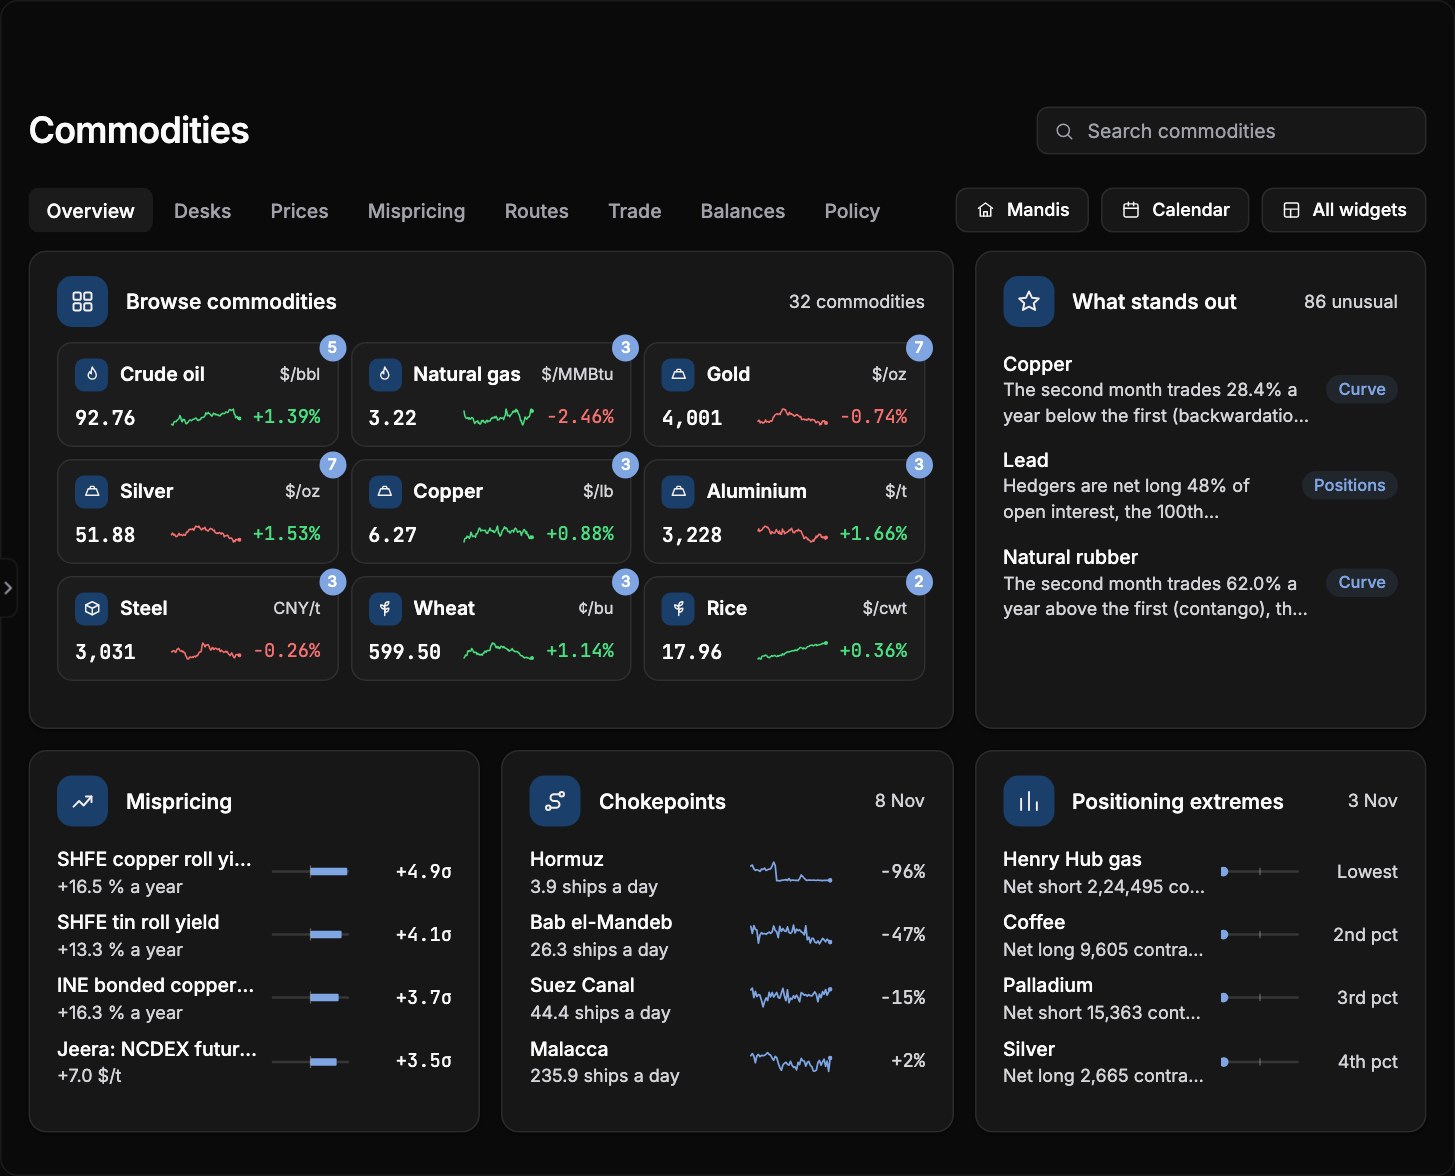 Commodities
Search commodities
Overview
Desks
Prices
Mispricing
Routes
Trade
Balances
Policy
Mandis
Calendar
All widgets
Browse commodities
32 commodities
5
Crude oil
$/bbl
92.76
+1.39%
3
Natural gas
$/MMBtu
3.22
-2.46%
7
Gold
$/oz
4,001
-0.74%
7
Silver
$/oz
51.88
+1.53%
3
Copper
$/lb
6.27
+0.88%
3
Aluminium
$/t
3,228
+1.66%
3
Steel
CNY/t
3,031
-0.26%
3
Wheat
¢/bu
599.50
+1.14%
2
Rice
$/cwt
17.96
+0.36%
What stands out
86 unusual
Copper
The second month trades 28.4% a
year below the first (backwardatio...
Curve
Lead
Hedgers are net long 48% of
open interest, the 100th...
Positions
Natural rubber
The second month trades 62.0% a
year above the first (contango), th...
Curve
Mispricing
SHFE copper roll yi...
+16.5 % a year
+4.9σ
SHFE tin roll yield
+13.3 % a year
+4.1σ
INE bonded copper...
+16.3 % a year
+3.7σ
Jeera: NCDEX futur...
+7.0 $/t
+3.5σ
Chokepoints
8 Nov
Hormuz
3.9 ships a day
-96%
Bab el-Mandeb
26.3 ships a day
-47%
Suez Canal
44.4 ships a day
-15%
Malacca
235.9 ships a day
+2%
Positioning extremes
3 Nov
Henry Hub gas
Net short 2,24,495 co...
Lowest
Coffee
Net long 9,605 contra...
2nd pct
Palladium
Net short 15,363 cont...
3rd pct
Silver
Net long 2,665 contra...
4th pct